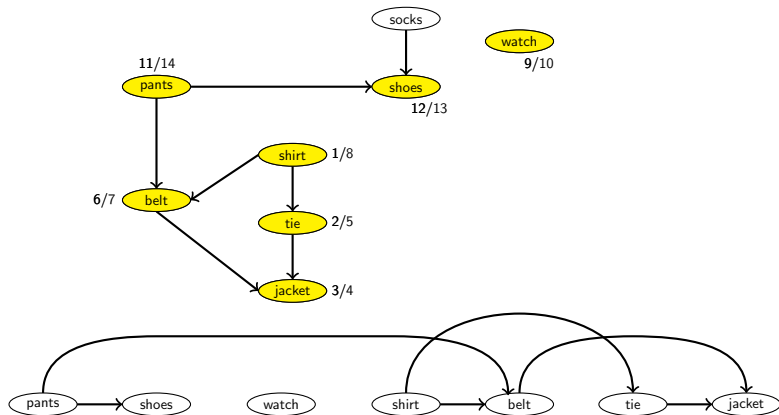 socks
watch
9/10
11/14
pants
shoes
12/13
shirt 1/8
6/7 belt
tie 2/5
jacket 3/4
pants shoes watch shirt belt tie jacket